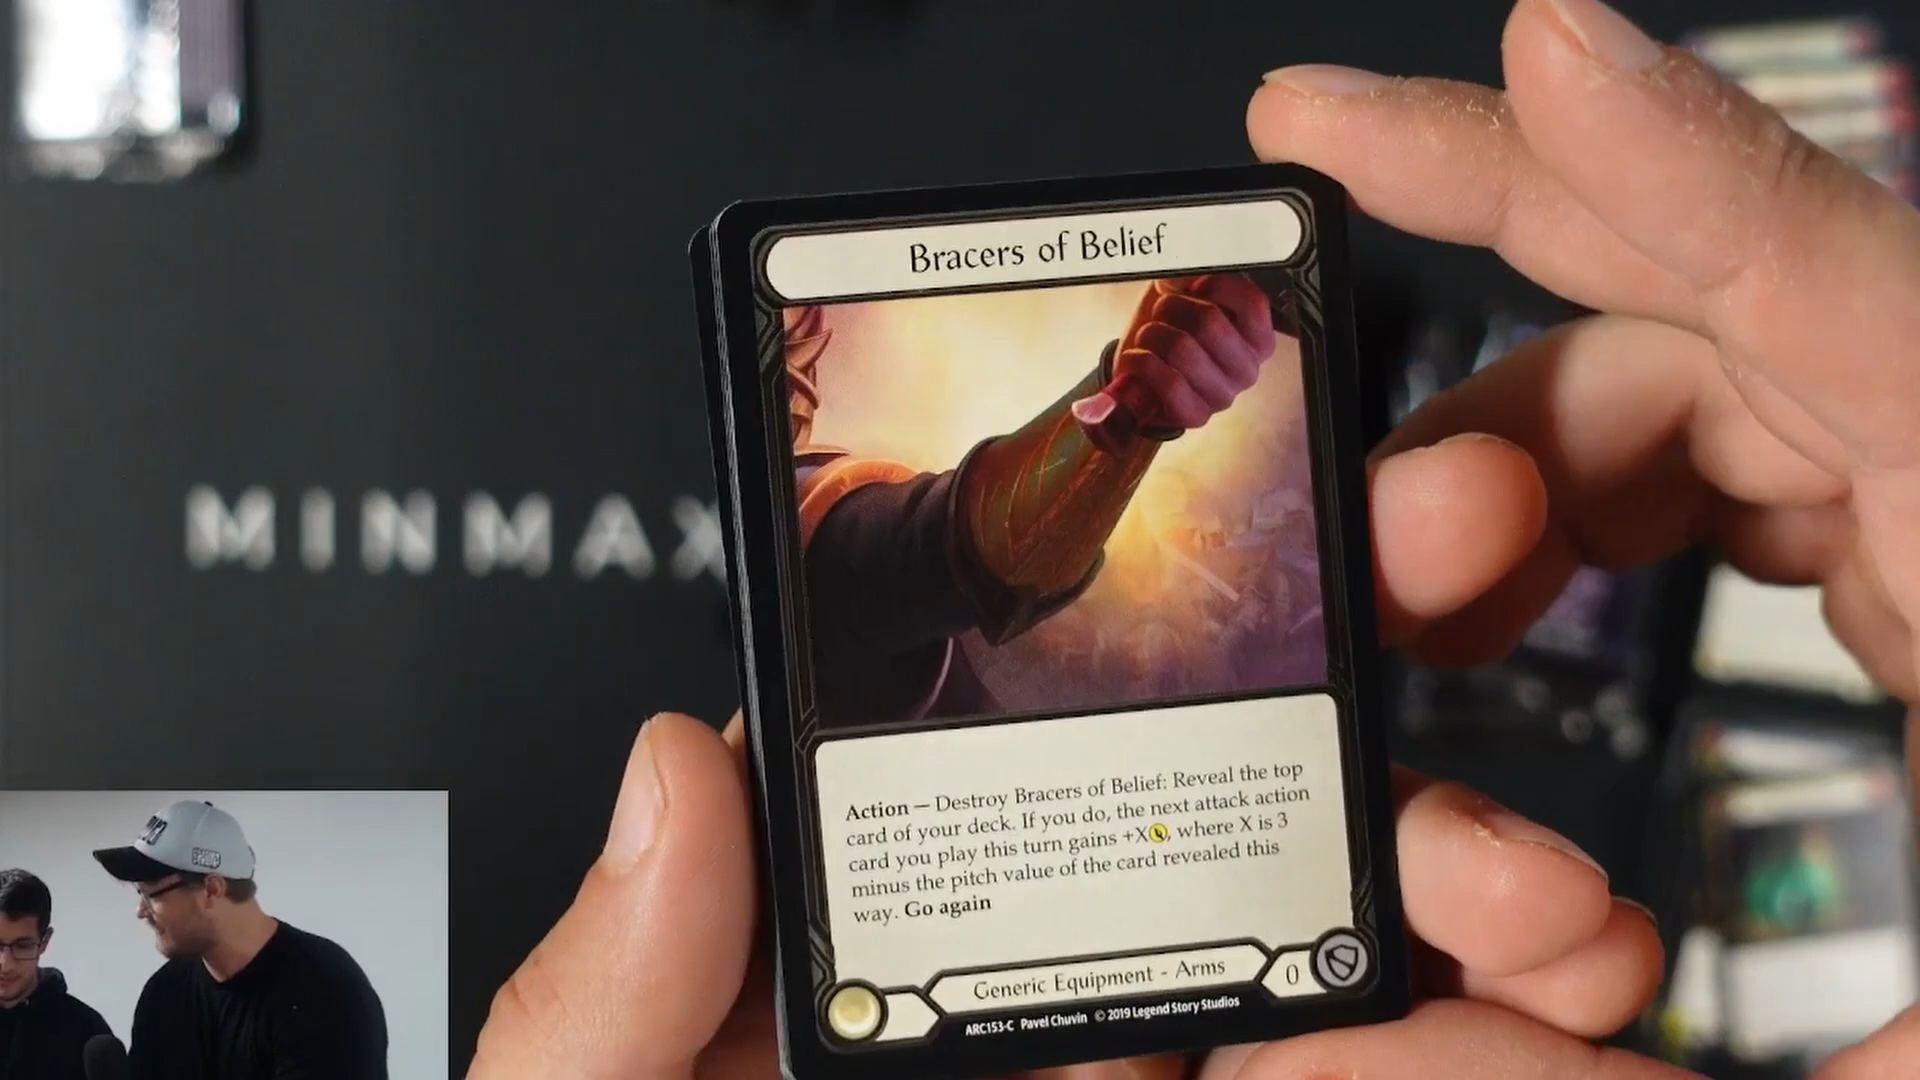 Bracers of Belief
MINMAX
Action — Destroy Bracers of Belief: Reveal the top
card of your deck. If you do, the next attack action
card you play this turn gains +X, where X is 3
minus the pitch value of the card revealed this
way. Go again
Generic Equipment - Arms
0
ARC153-C Pavel Chuvin © 2019 Legend Story Studios